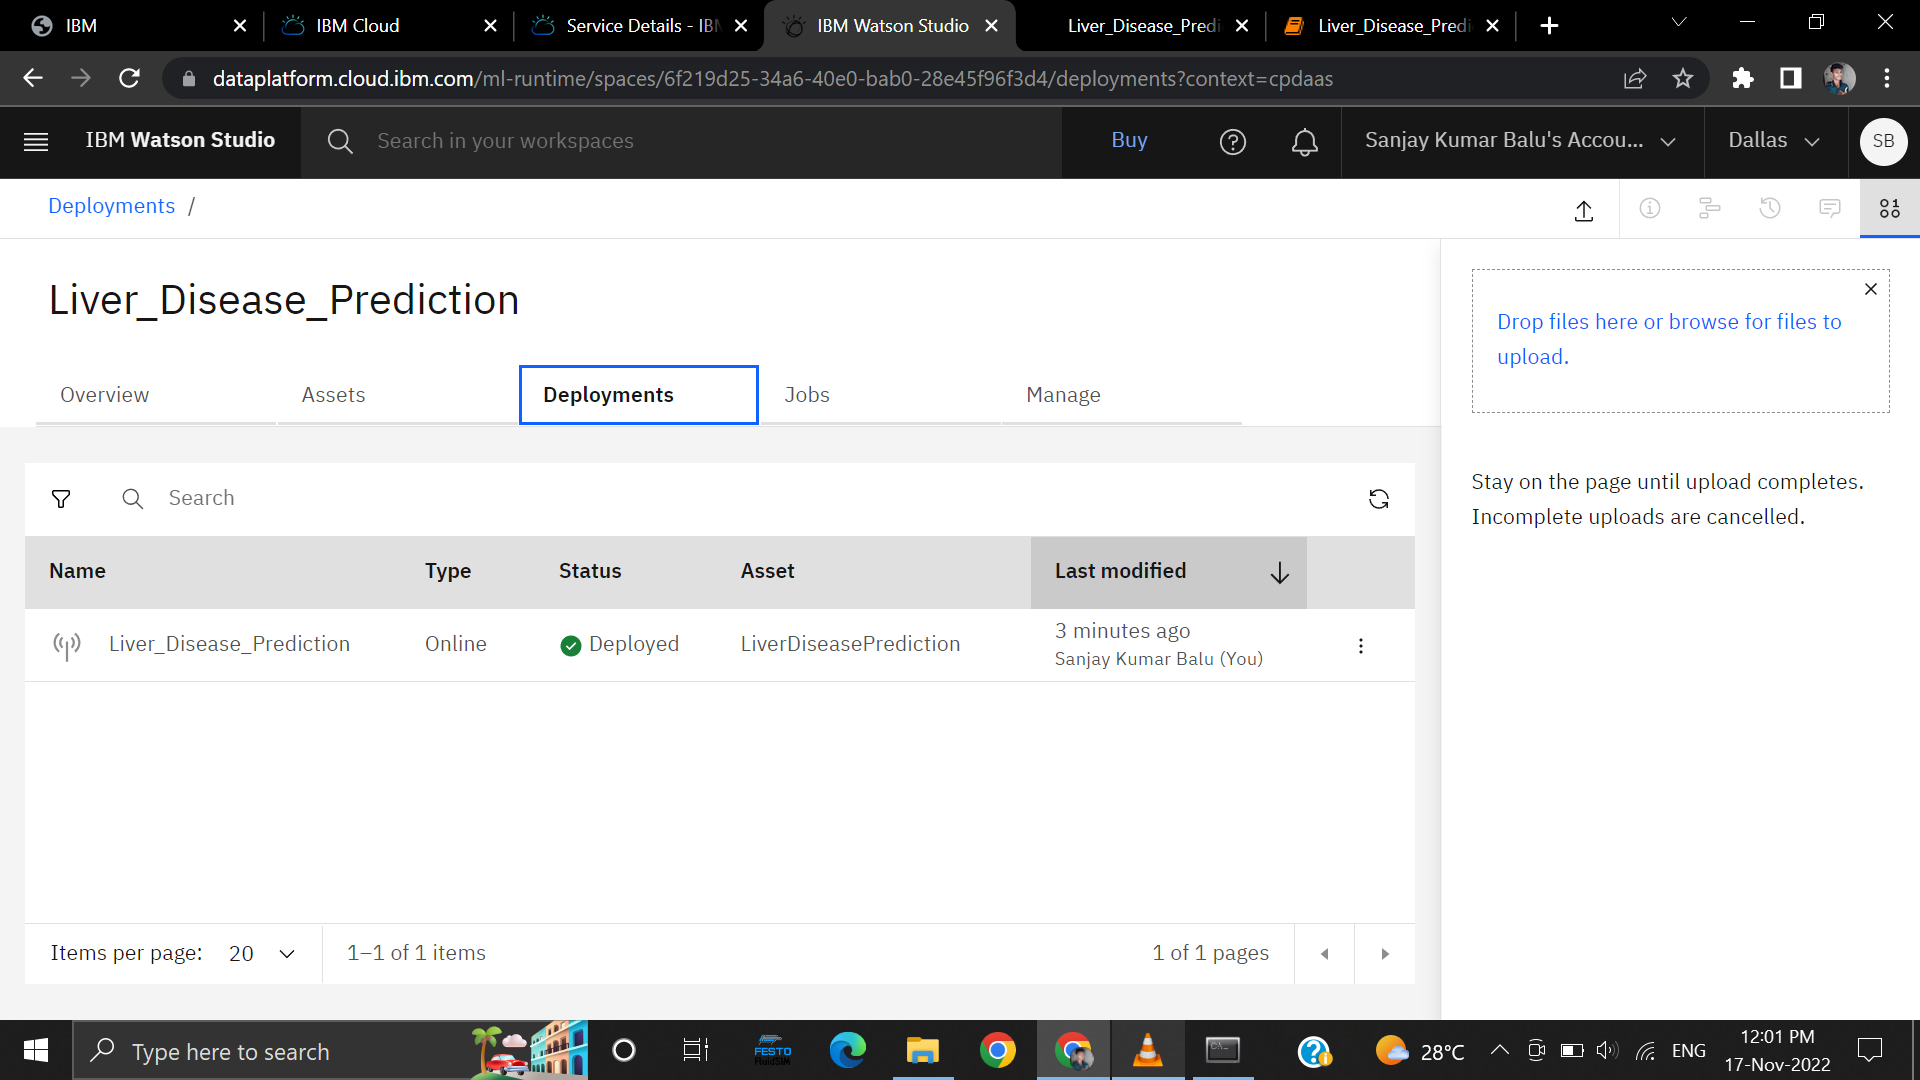 IBM
IBM Cloud
Service Details - IBM
IBM Watson Studio
Liver_Disease_Predi
Liver_Disease_Predi
dataplatform.cloud.ibm.com/ml-runtime/spaces/6f219d25-34a6-40e0-bab0-28e45f96f3d4/deployments?context=cpdaas
IBM Watson Studio
Search in your workspaces
Buy
Sanjay Kumar Balu's Accou...
Dallas
SB
Deployments /
Liver_Disease_Prediction
Overview
Assets
Deployments
Jobs
Manage
Drop files here or browse for files to
upload.
Stay on the page until upload completes.
Incomplete uploads are cancelled.
Search
Name Type Status Asset Last modified
Liver_Disease_Prediction Online Deployed LiverDiseasePrediction 3 minutes ago
Sanjay Kumar Balu (You)
Items per page: 20
1–1 of 1 items
1 of 1 pages
Type here to search
FESTO
FluidSIM
28°C
ENG
12:01 PM
17-Nov-2022